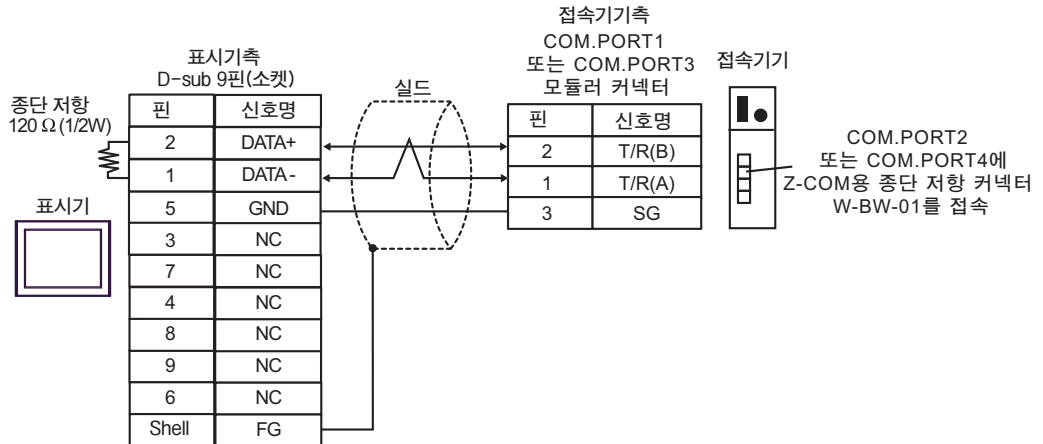 표시기측
D-sub 9핀(소켓)
종단 저항
120 Ω (1/2W)
표시기
핀 신호명
2 DATA+
1 DATA-
5 GND
3 NC
7 NC
4 NC
8 NC
9 NC
6 NC
Shell FG
실드
접속기기측
COM.PORT1
또는 COM.PORT3
모듈러 커넥터
핀 신호명
2 T/R(B)
1 T/R(A)
3 SG
접속기기
COM.PORT2
또는 COM.PORT4에
Z-COM용 종단 저항 커넥터
W-BW-01를 접속